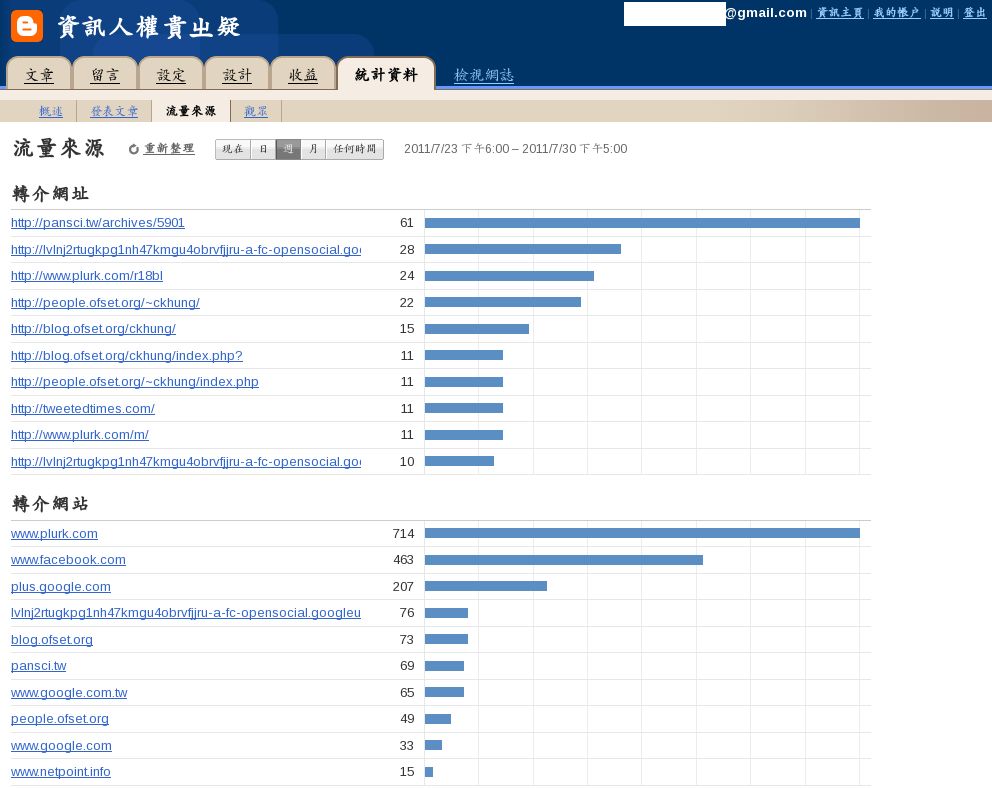 資訊人權貴出疑
@gmail.com | 資訊主頁 | 我的帳户 | 説明 | 登出
文章 留言 設定 設計 收益 統計資料 檢視網誌
概述 發表文章 流量來源 觀眾
流量來源 重新整理 現在 日 週 月 任何時間 2011/7/23 下午6:00 – 2011/7/30 下午5:00
轉介網址
http://pansci.tw/archives/5901 61
http://lvlnj2rtugkpg1nh47kmgu4obrvfjjru-a-fc-opensocial.goo 28
http://www.plurk.com/r18bl 24
http://people.ofset.org/~ckhung/ 22
http://blog.ofset.org/ckhung/ 15
http://blog.ofset.org/ckhung/index.php? 11
http://people.ofset.org/~ckhung/index.php 11
http://tweetedtimes.com/ 11
http://www.plurk.com/m/ 11
http://lvlnj2rtugkpg1nh47kmgu4obrvfjjru-a-fc-opensocial.goo 10
轉介網站
www.plurk.com 714
www.facebook.com 463
plus.google.com 207
lvlnj2rtugkpg1nh47kmgu4obrvfjjru-a-fc-opensocial.googleu 76
blog.ofset.org 73
pansci.tw 69
www.google.com.tw 65
people.ofset.org 49
www.google.com 33
www.netpoint.info 15